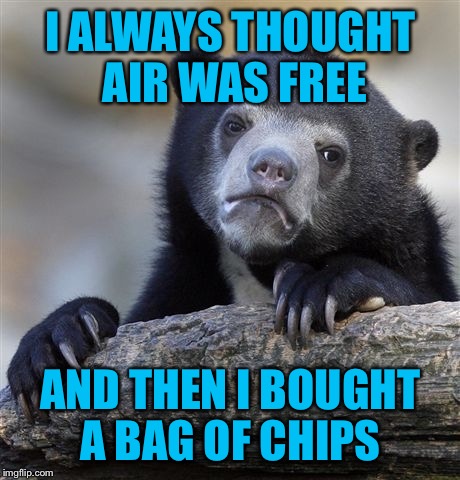 I ALWAYS THOUGHT
AIR WAS FREE
AND THEN I BOUGHT
A BAG OF CHIPS
imgflip.com